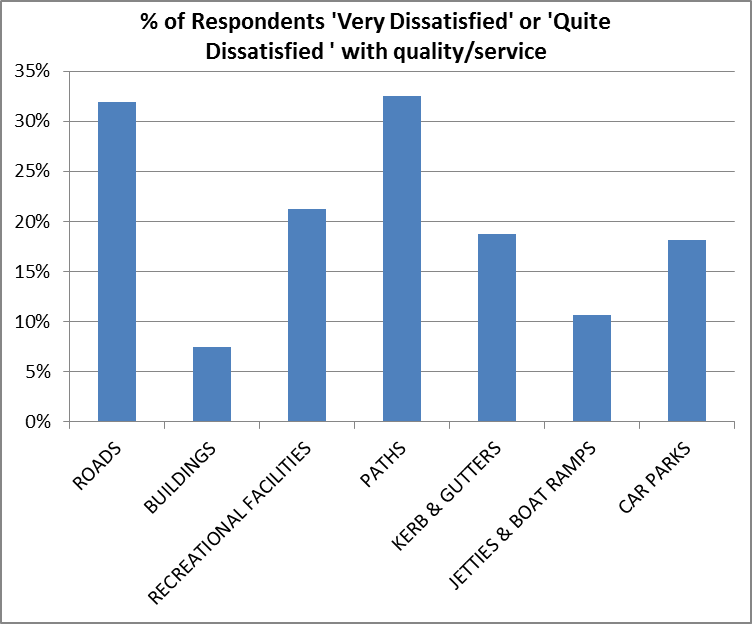 % of Respondents 'Very Dissatisfied' or 'Quite
Dissatisfied ' with quality/service
35%
30%
25%
20%
15%
10%
5%
0%
ROADS
BUILDINGS
RECREATIONAL FACILITIES
PATHS
KERB & GUTTERS
JETTIES & BOAT RAMPS
CAR PARKS